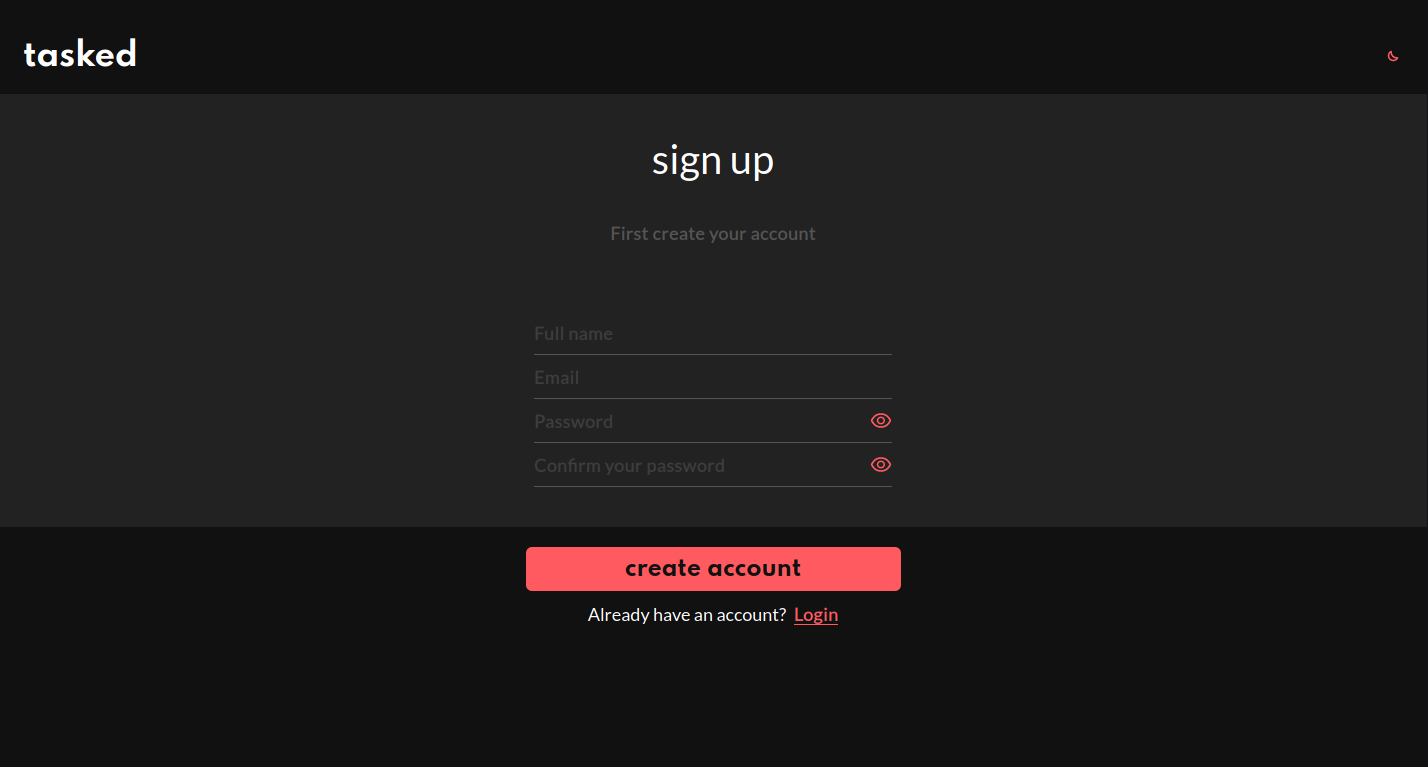 tasked
sign up
First create your account
Full name
Email
Password
Confirm your password
create account
Already have an account? Login